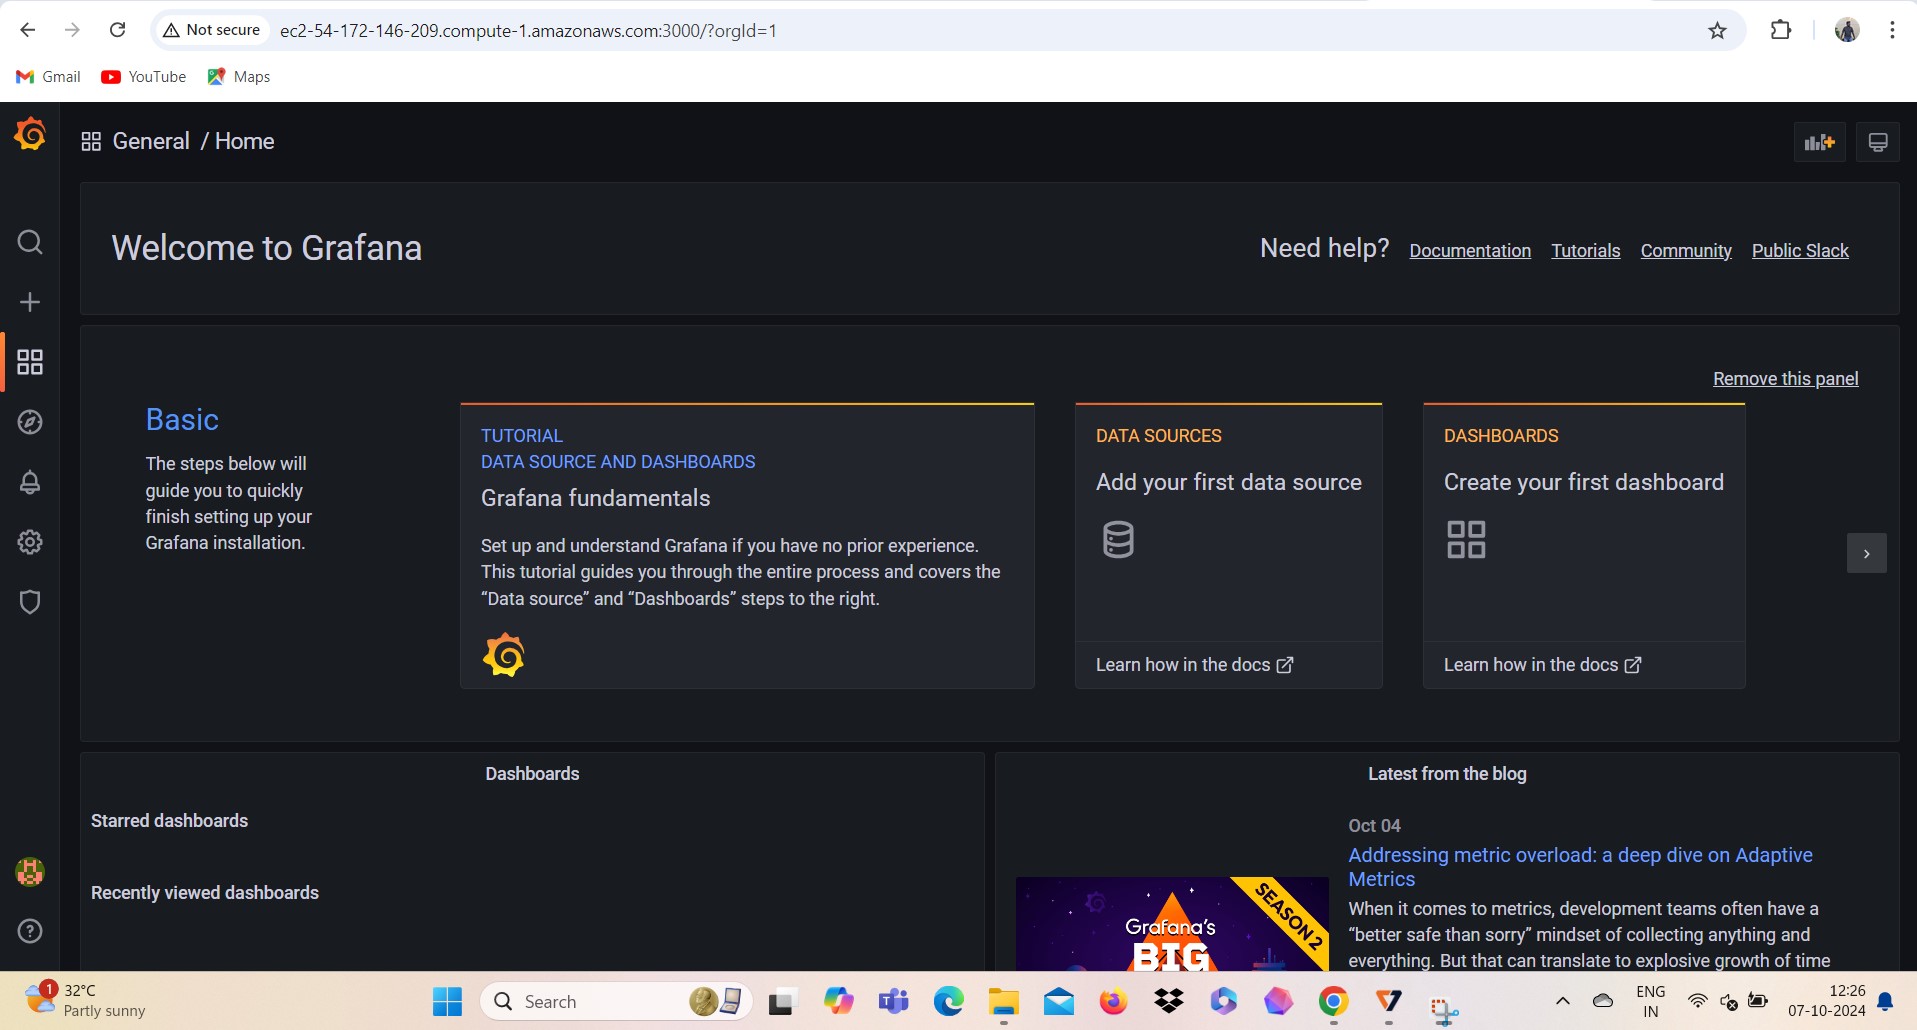 Not secure
ec2-54-172-146-209.compute-1.amazonaws.com:3000/?orgId=1
Gmail
YouTube
Maps
General / Home
Welcome to Grafana
Need help?
Documentation
Tutorials
Community
Public Slack
Remove this panel
Basic
The steps below will
guide you to quickly
finish setting up your
Grafana installation.
TUTORIAL
DATA SOURCE AND DASHBOARDS
Grafana fundamentals
Set up and understand Grafana if you have no prior experience.
This tutorial guides you through the entire process and covers the
“Data source” and “Dashboards” steps to the right.
DATA SOURCES
Add your first data source
Learn how in the docs
DASHBOARDS
Create your first dashboard
Learn how in the docs
Dashboards
Starred dashboards
Recently viewed dashboards
Latest from the blog
Oct 04
Addressing metric overload: a deep dive on Adaptive
Metrics
When it comes to metrics, development teams often have a
“better safe than sorry” mindset of collecting anything and
everything. But that can translate to explosive growth of time
SEASON 2
Grafana's
BIG
1
32°C
Partly sunny
Search
ENG
IN
12:26
07-10-2024